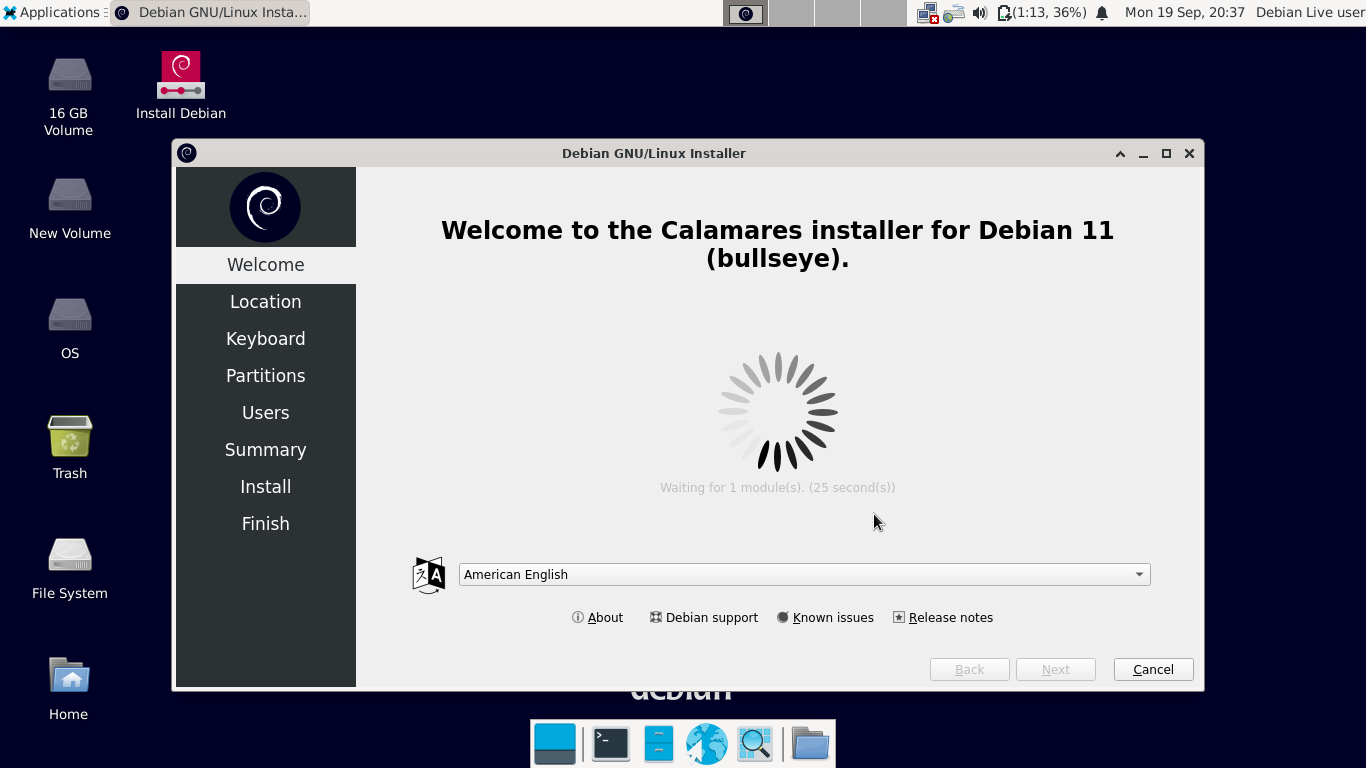 Applications
Debian GNU/Linux Insta...
(1:13, 36%)
Mon 19 Sep, 20:37
Debian Live user
16 GB
Volume
Install Debian
New Volume
OS
Trash
File System
Home
Debian GNU/Linux Installer
Welcome
Location
Keyboard
Partitions
Users
Summary
Install
Finish
Welcome to the Calamares installer for Debian 11
(bullseye).
Waiting for 1 module(s). (25 second(s))
American English
About
Debian support
Known issues
Release notes
Back
Next
Cancel
debian